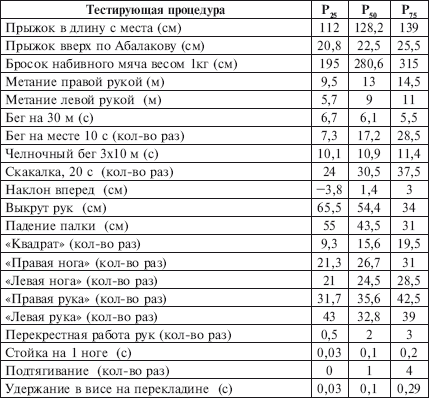 Тестирующая процедура P25 P50 P75
Прыжок в длину с места (см) 112 128,2 139
Прыжок вверх по Абалакову (см) 20,8 22,5 25,5
Бросок набивного мяча весом 1кг (см) 195 280,6 315
Метание правой рукой (м) 9,5 13 14,5
Метание левой рукой (м) 5,7 9 11
Бег на 30 м (с) 6,7 6,1 5,5
Бег на месте 10 с (кол-во раз) 7,3 17,2 28,5
Челночный бег 3х10 м (с) 10,1 10,9 11,4
Скакалка, 20 с (кол-во раз) 24 30,5 37,5
Наклон вперед (см) −3,8 1,4 3
Выкрут рук (см) 65,5 54,4 34
Падение палки (см) 55 43,5 31
«Квадрат» (кол-во раз) 9,3 15,6 19,5
«Правая нога» (кол-во раз) 21,3 26,7 31
«Левая нога» (кол-во раз) 21 24,5 28,5
«Правая рука» (кол-во раз) 31,7 35,6 42,5
«Левая рука» (кол-во раз) 43 32,8 39
Перекрестная работа рук (кол-во раз) 0,5 2 3
Стойка на 1 ноге (с) 0,03 0,1 0,2
Подтягивание (кол-во раз) 0 1 4
Удержание в висе на перекладине (с) 0,03 0,1 0,29